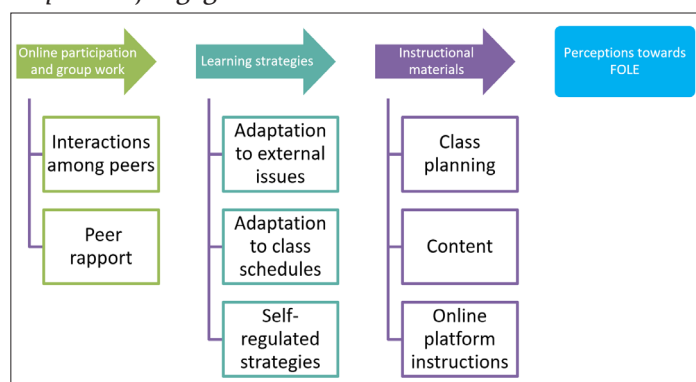 Online participation
and group work
Learning strategies
Instructional
materials
Perceptions towards
FOLE
Interactions
among peers
Peer
rapport
Adaptation
to external
issues
Adaptation
to class
schedules
Self-
regulated
strategies
Class
planning
Content
Online
platform
instructions